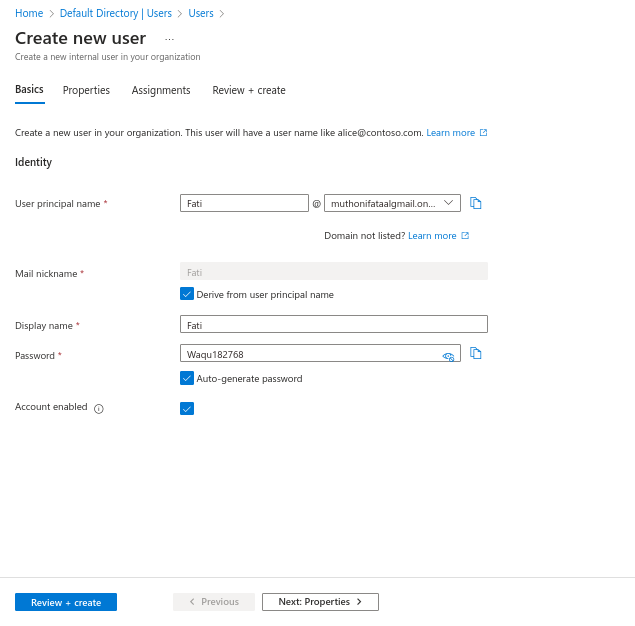 Home > Default Directory | Users > Users >
Create new user ...
Create a new internal user in your organization
Basics Properties Assignments Review + create
Create a new user in your organization. This user will have a user name like alice@contoso.com. Learn more
Identity
User principal name * Fati @ muthonifataalgmail.on...
Domain not listed? Learn more
Mail nickname * Fati
Derive from user principal name
Display name * Fati
Password * Waqu182768
Auto-generate password
Account enabled
Review + create < Previous Next: Properties >